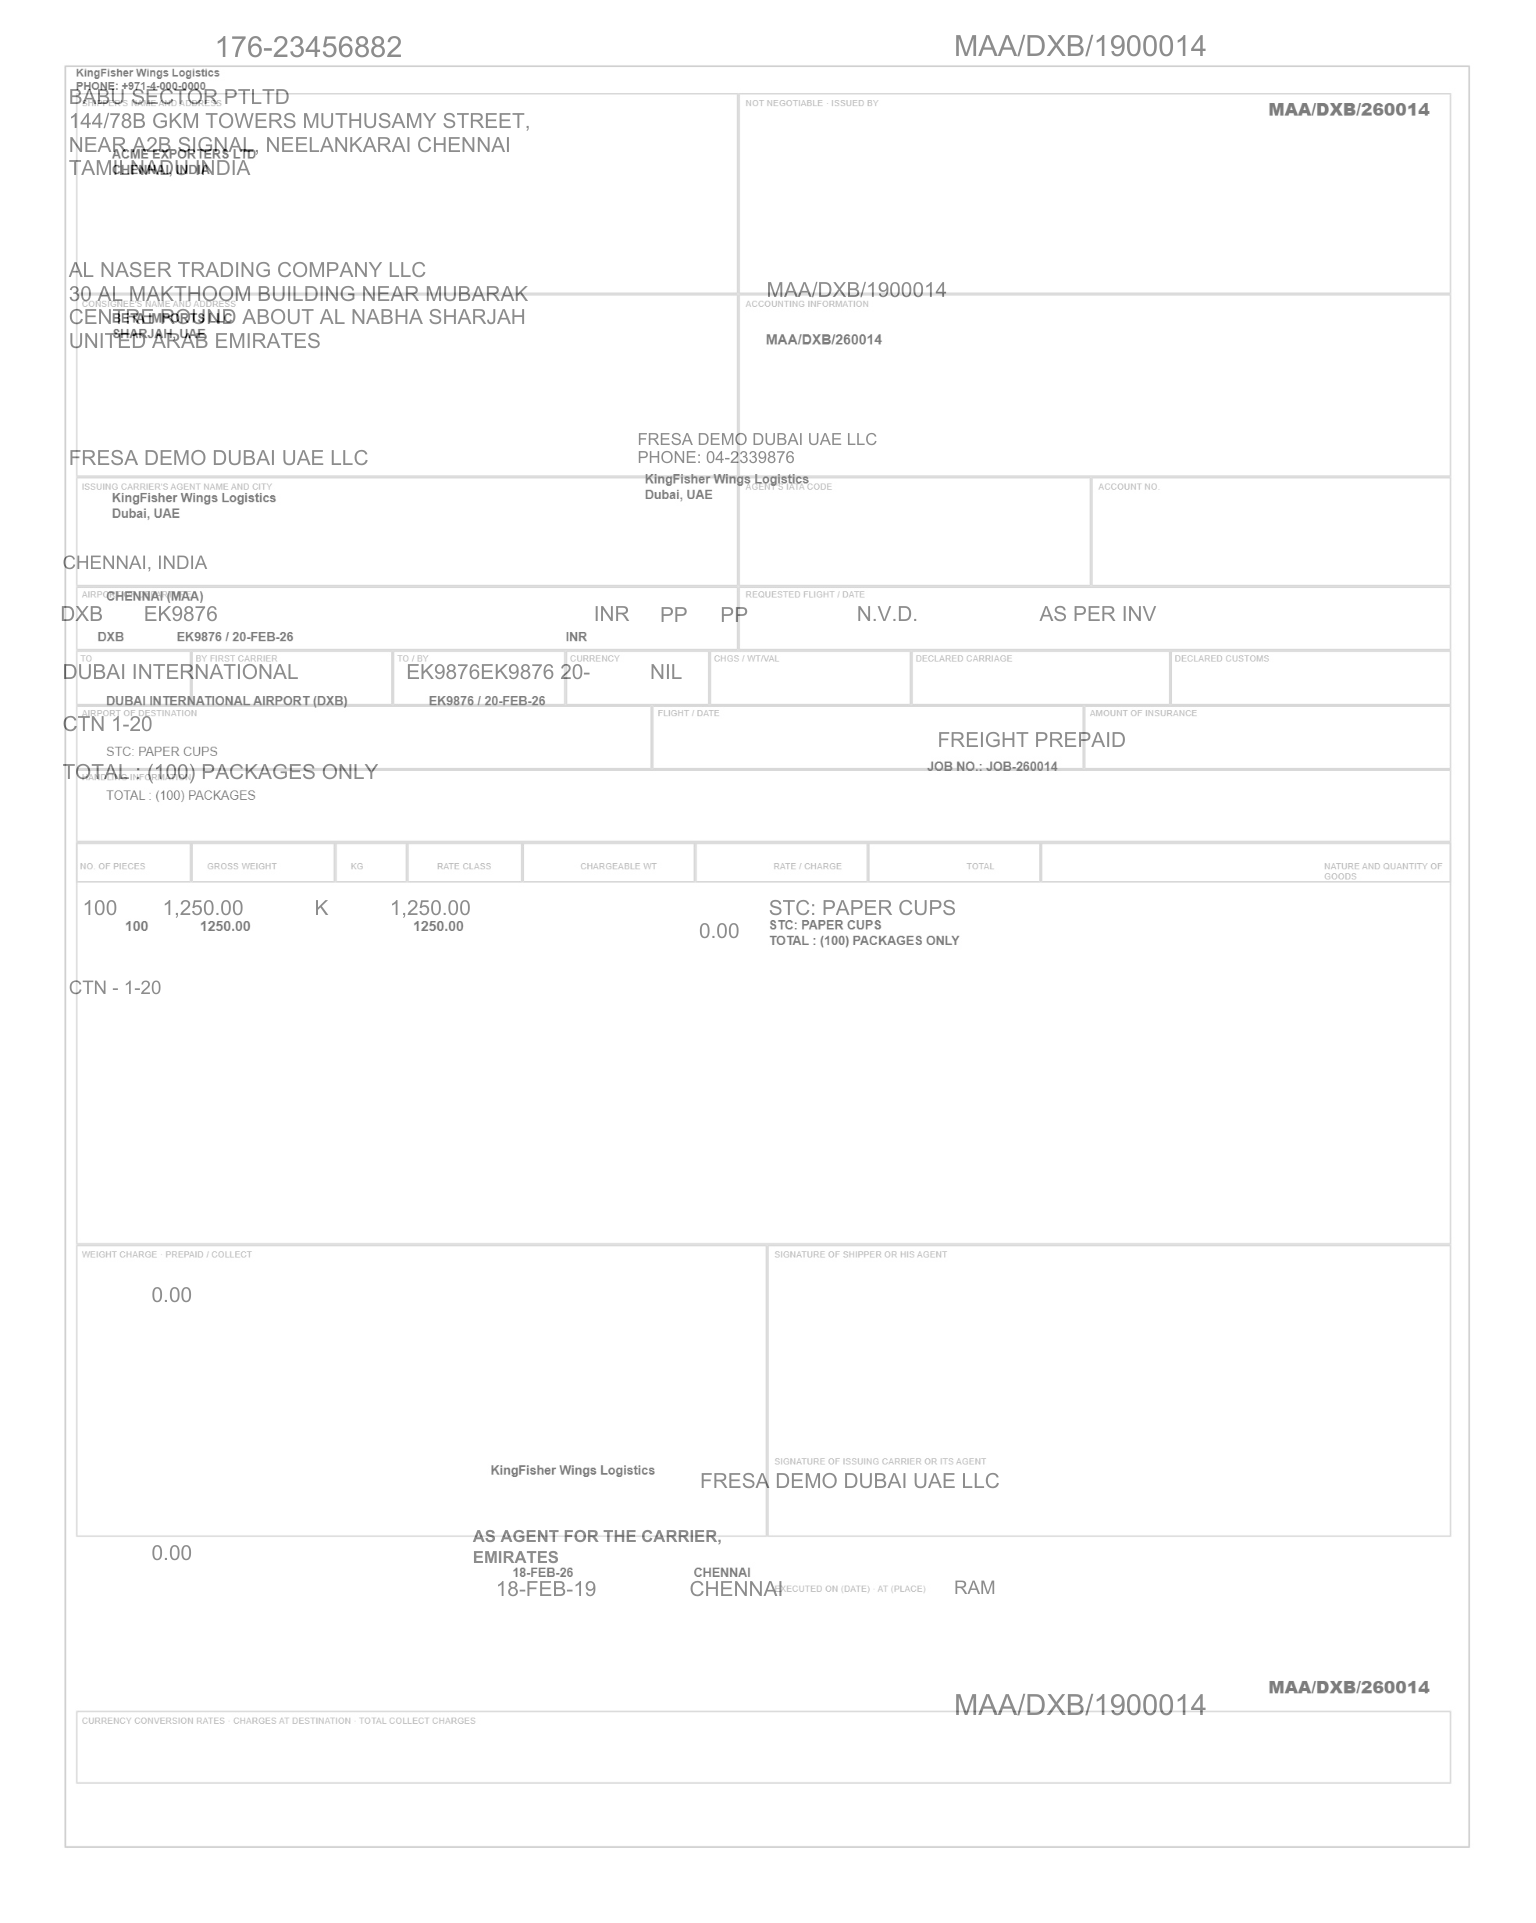 176-23456882
MAA/DXB/1900014
KingFisher Wings Logistics
PHONE: +971-4-000-0000
BABU SECTOR PTLTD
SHIPPER'S NAME AND ADDRESS
NOT NEGOTIABLE · ISSUED BY
MAA/DXB/260014
144/78B GKM TOWERS MUTHUSAMY STREET,
NEAR A2B SIGNAL, NEELANKARAI CHENNAI
ACME EXPORTERS LTD
TAMILNADU INDIA
CHENNAI, INDIA
AL NASER TRADING COMPANY LLC
30 AL MAKTHOOM BUILDING NEAR MUBARAK
MAA/DXB/1900014
CONSIGNEE'S NAME AND ADDRESS
ACCOUNTING INFORMATION
CENTRE ROUND ABOUT AL NABHA SHARJAH
BETA IMPORTS LLC
SHARJAH, UAE
UNITED ARAB EMIRATES
MAA/DXB/260014
FRESA DEMO DUBAI UAE LLC
FRESA DEMO DUBAI UAE LLC
PHONE: 04-2339876
KingFisher Wings Logistics
Dubai, UAE
ISSUING CARRIER'S AGENT NAME AND CITY
AGENT'S IATA CODE
ACCOUNT NO.
KingFisher Wings Logistics
Dubai, UAE
CHENNAI, INDIA
CHENNAI (MAA)
REQUESTED FLIGHT / DATE
DXB EK9876 INR PP PP N.V.D. AS PER INV
DXB EK9876 / 20-FEB-26 INR
TO BY FIRST CARRIER TO / BY CURRENCY CHGS / WT/VAL DECLARED CARRIAGE DECLARED CUSTOMS
DUBAI INTERNATIONAL EK9876EK9876 20- NIL
DUBAI INTERNATIONAL AIRPORT (DXB) EK9876 / 20-FEB-26
AIRPORT OF DESTINATION FLIGHT / DATE AMOUNT OF INSURANCE
CTN 1-20
FREIGHT PREPAID
STC: PAPER CUPS
JOB NO.: JOB-260014
TOTAL : (100) PACKAGES ONLY
HANDLING INFORMATION
TOTAL : (100) PACKAGES
NO. OF PIECES GROSS WEIGHT KG RATE CLASS CHARGEABLE WT RATE / CHARGE TOTAL NATURE AND QUANTITY OF
GOODS
100 1,250.00 K 1,250.00 STC: PAPER CUPS
100 1250.00 1250.00 STC: PAPER CUPS
0.00
TOTAL : (100) PACKAGES ONLY
CTN - 1-20
WEIGHT CHARGE · PREPAID / COLLECT
SIGNATURE OF SHIPPER OR HIS AGENT
0.00
SIGNATURE OF ISSUING CARRIER OR ITS AGENT
KingFisher Wings Logistics
FRESA DEMO DUBAI UAE LLC
AS AGENT FOR THE CARRIER,
0.00
EMIRATES
18-FEB-26 CHENNAI
18-FEB-19 CHENNAI EXECUTED ON (DATE) · AT (PLACE) RAM
MAA/DXB/260014
MAA/DXB/1900014
CURRENCY CONVERSION RATES · CHARGES AT DESTINATION · TOTAL COLLECT CHARGES